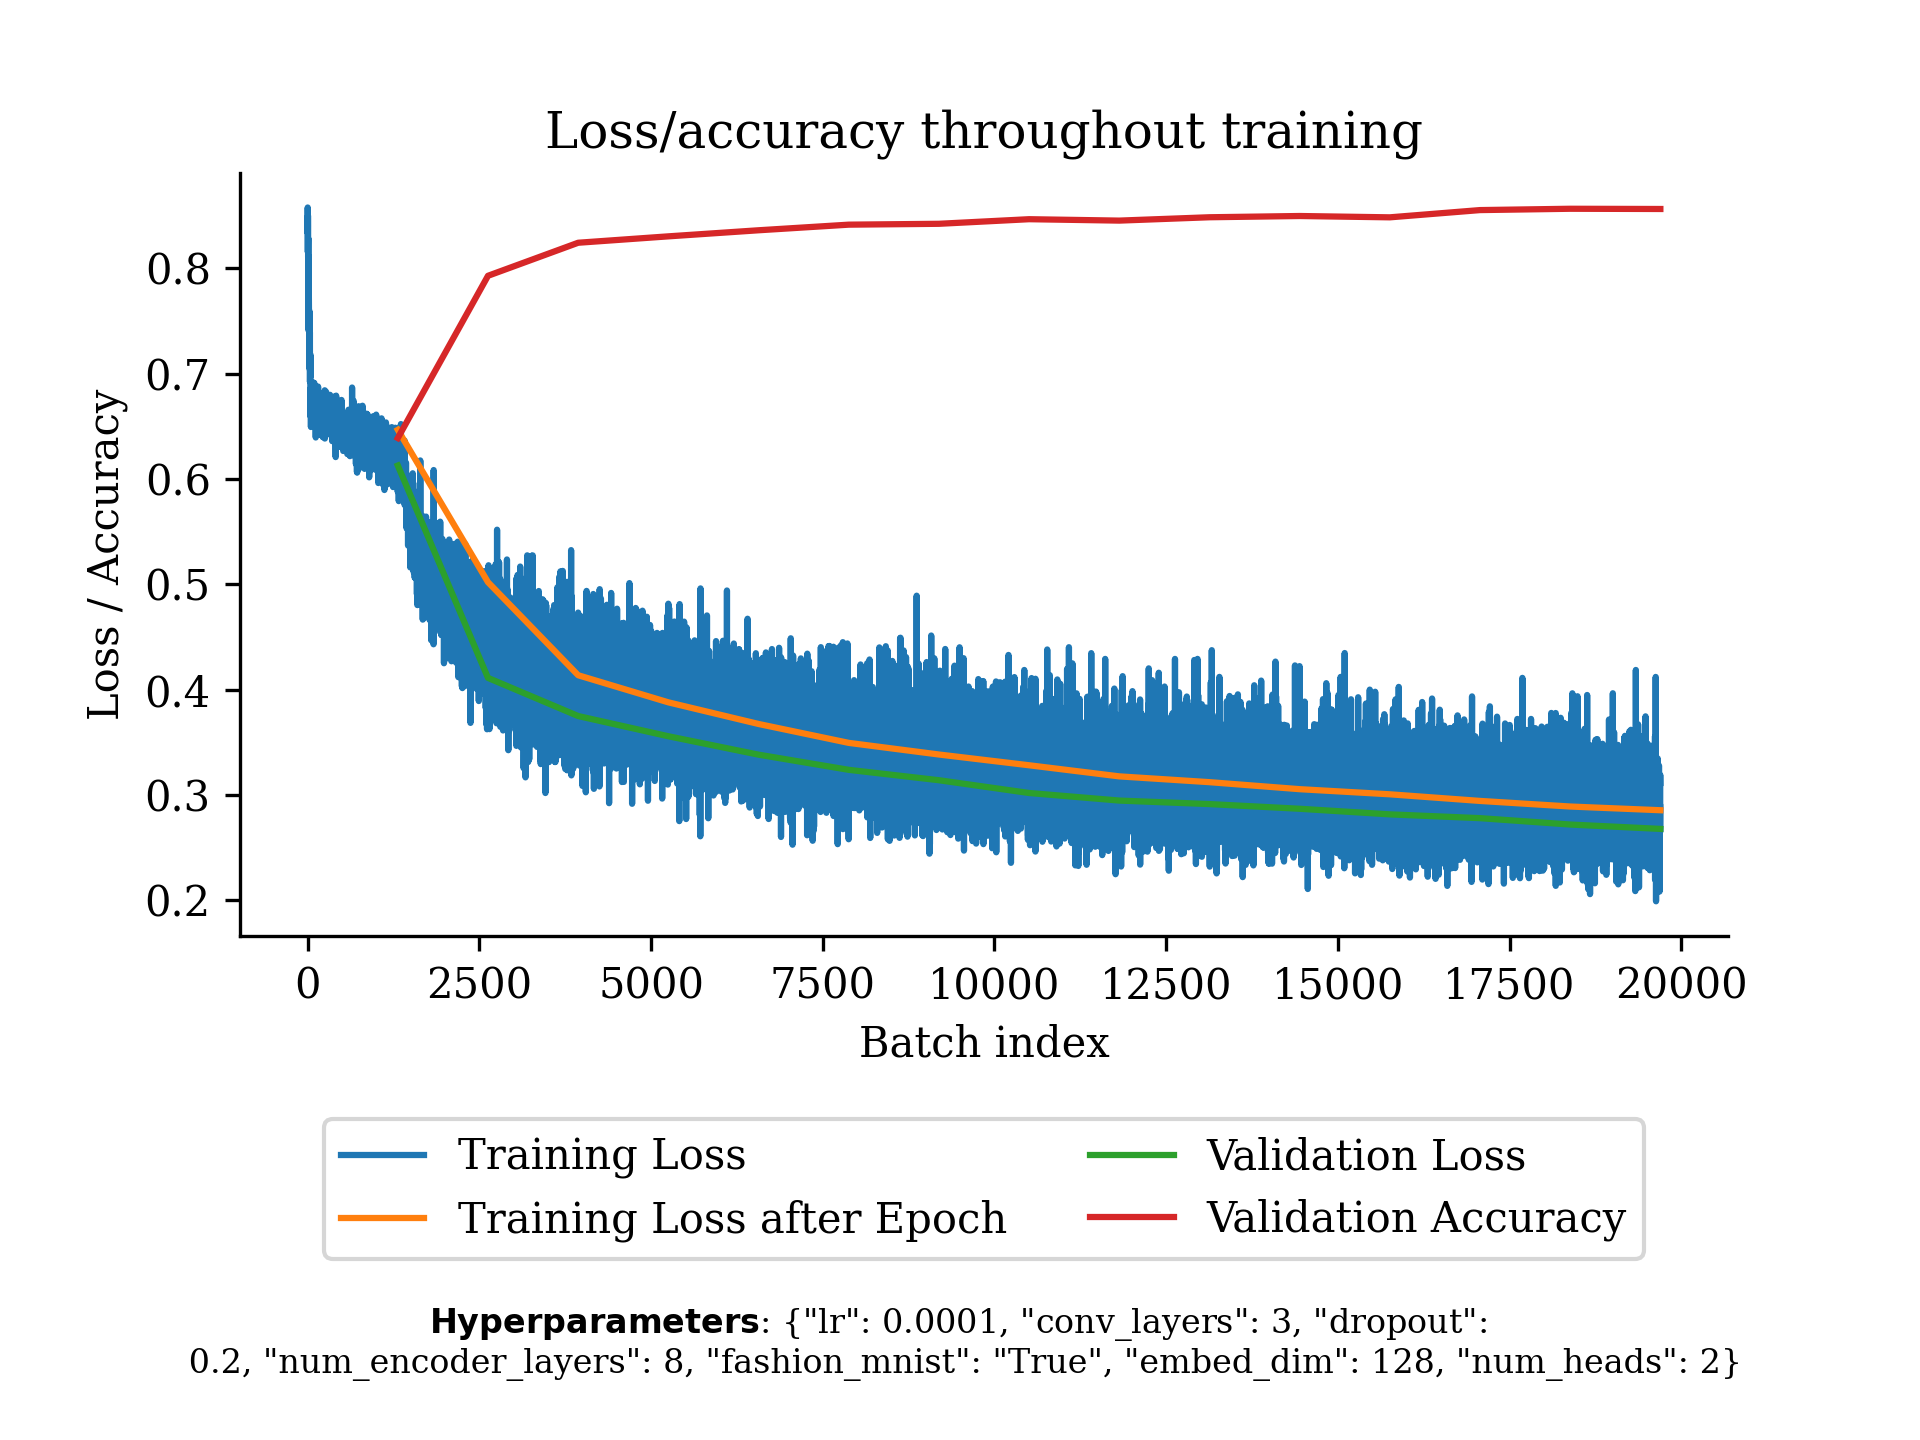 Loss/accuracy throughout training
Loss / Accuracy
0.8
0.7
0.6
0.5
0.4
0.3
0.2
0 2500 5000 7500 10000 12500 15000 17500 20000
Batch index
Training Loss
Training Loss after Epoch
Validation Loss
Validation Accuracy
Hyperparameters: {"lr": 0.0001, "conv_layers": 3, "dropout":
0.2, "num_encoder_layers": 8, "fashion_mnist": "True", "embed_dim": 128, "num_heads": 2}